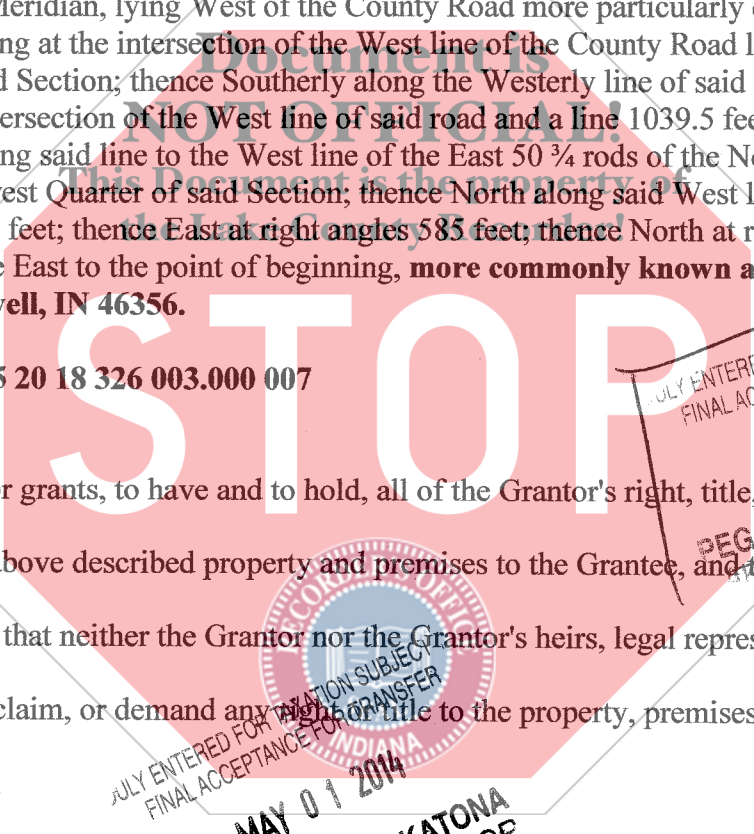 Meridian, lying West of the County Road more particularly
ng at the intersection of the West line of the County Road l
Document is
d Section; thence Southerly along the Westerly line of said
NOT OFFICIAL!
ersection of the West line of said road and a line 1039.5 fee
ng said line to the West line of the East 50 ¾ rods of the No
This Document is the property of
est Quarter of said Section; thence North along said West l
the Lake County Recorder!
feet; thence East at right angles 585 feet; thence North at r
e East to the point of beginning, more commonly known a
ell, IN 46356.
STOP
20 18 326 003.000 007
ULY ENTERE
FINAL AC
r grants, to have and to hold, all of the Grantor's right, title,
PEG
bove described property and premises to the Grantee, and t
RECORDER OFFICE
INDIANA
that neither the Grantor nor the Grantor's heirs, legal repres
claim, or demand any right or title to the property, premises
DULY ENTERED FOR TAXATION SUBJECT
FINAL ACCEPTANCE FOR TRANSFER
MAY 01 2014
KATONA